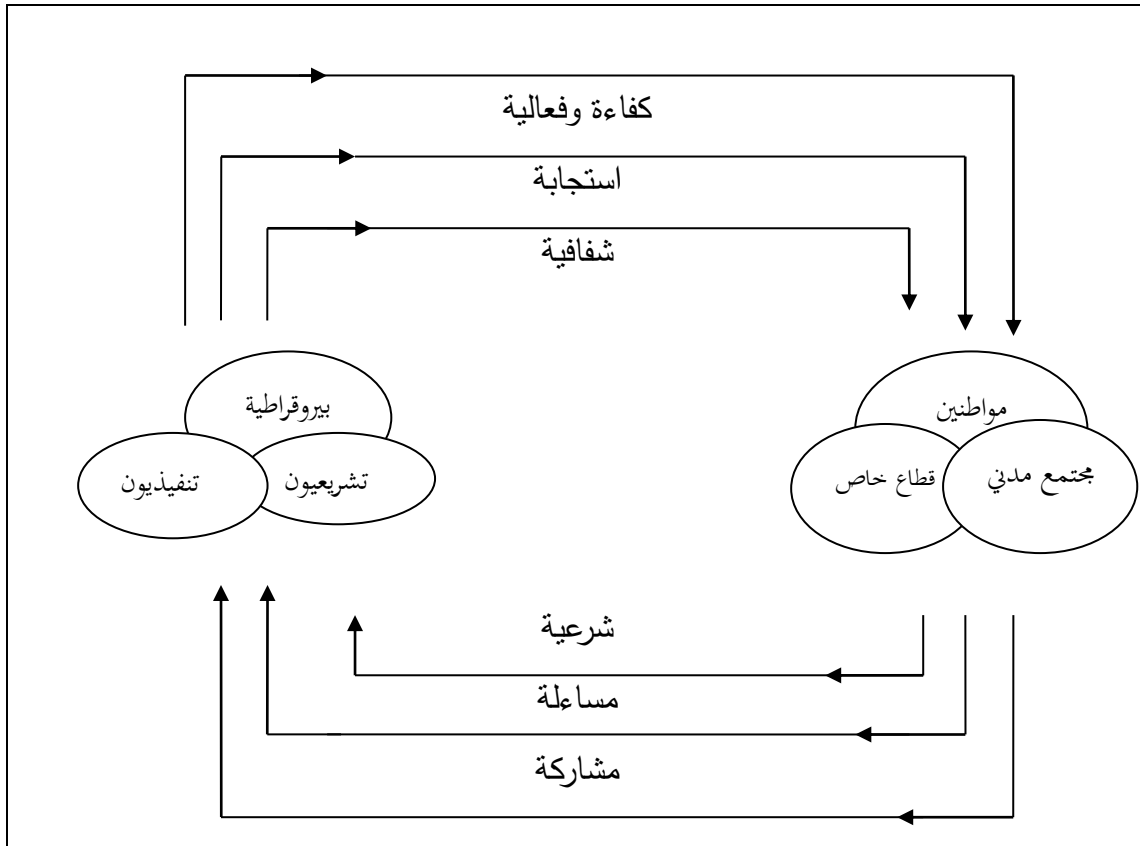 كفاءة وفعالية
استجابة
شفافية
بيروقراطية
مواطنين
تنفيذيون
تشريعيون
قطاع خاص
مجتمع مدني
شرعية
مساءلة
مشاركة